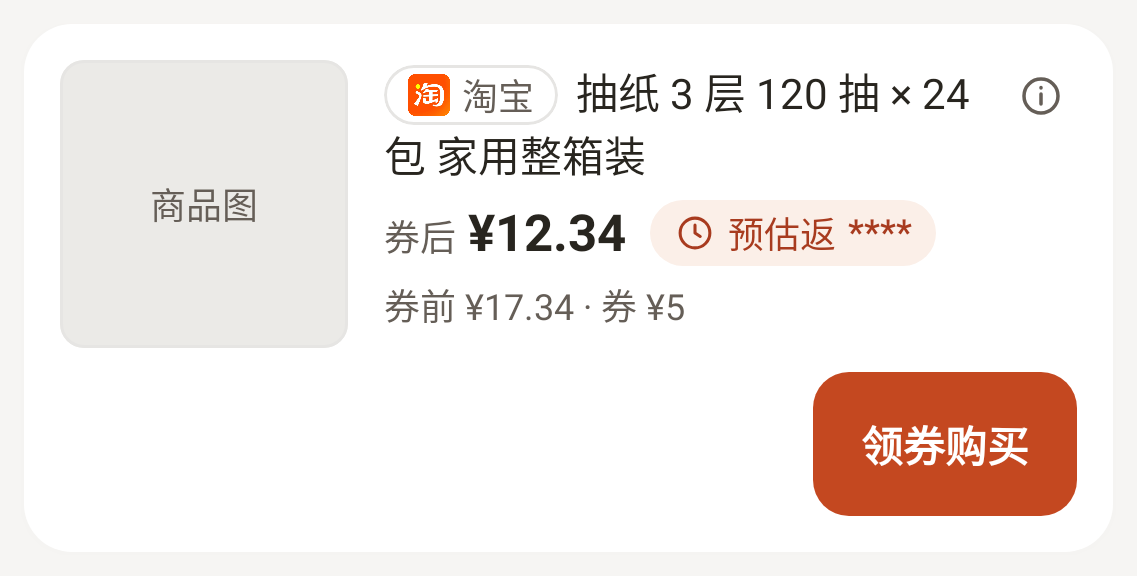 商品图
淘 淘宝 抽纸 3 层 120 抽 × 24
包 家用整箱装
券后 ¥12.34 预估返 ****
券前 ¥17.34 · 券 ¥5
领券购买